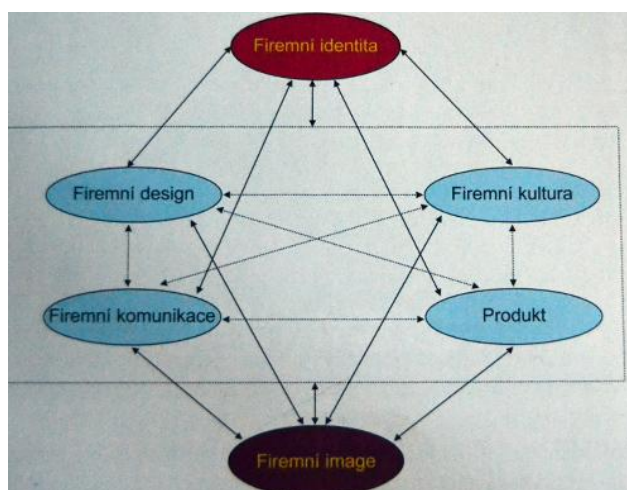 Firemní identita
Firemní design
Firemní kultura
Firemní komunikace
Produkt
Firemní image